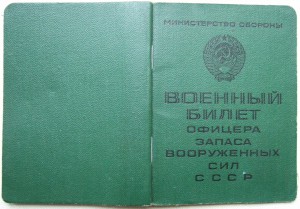 МИНИСТЕРСТВО ОБОРОНЫ
ВОЕННЫЙ
БИЛЕТ
ОФИЦЕРА
ЗАПАСА
ВООРУЖЕННЫХ
СИЛ
СССР